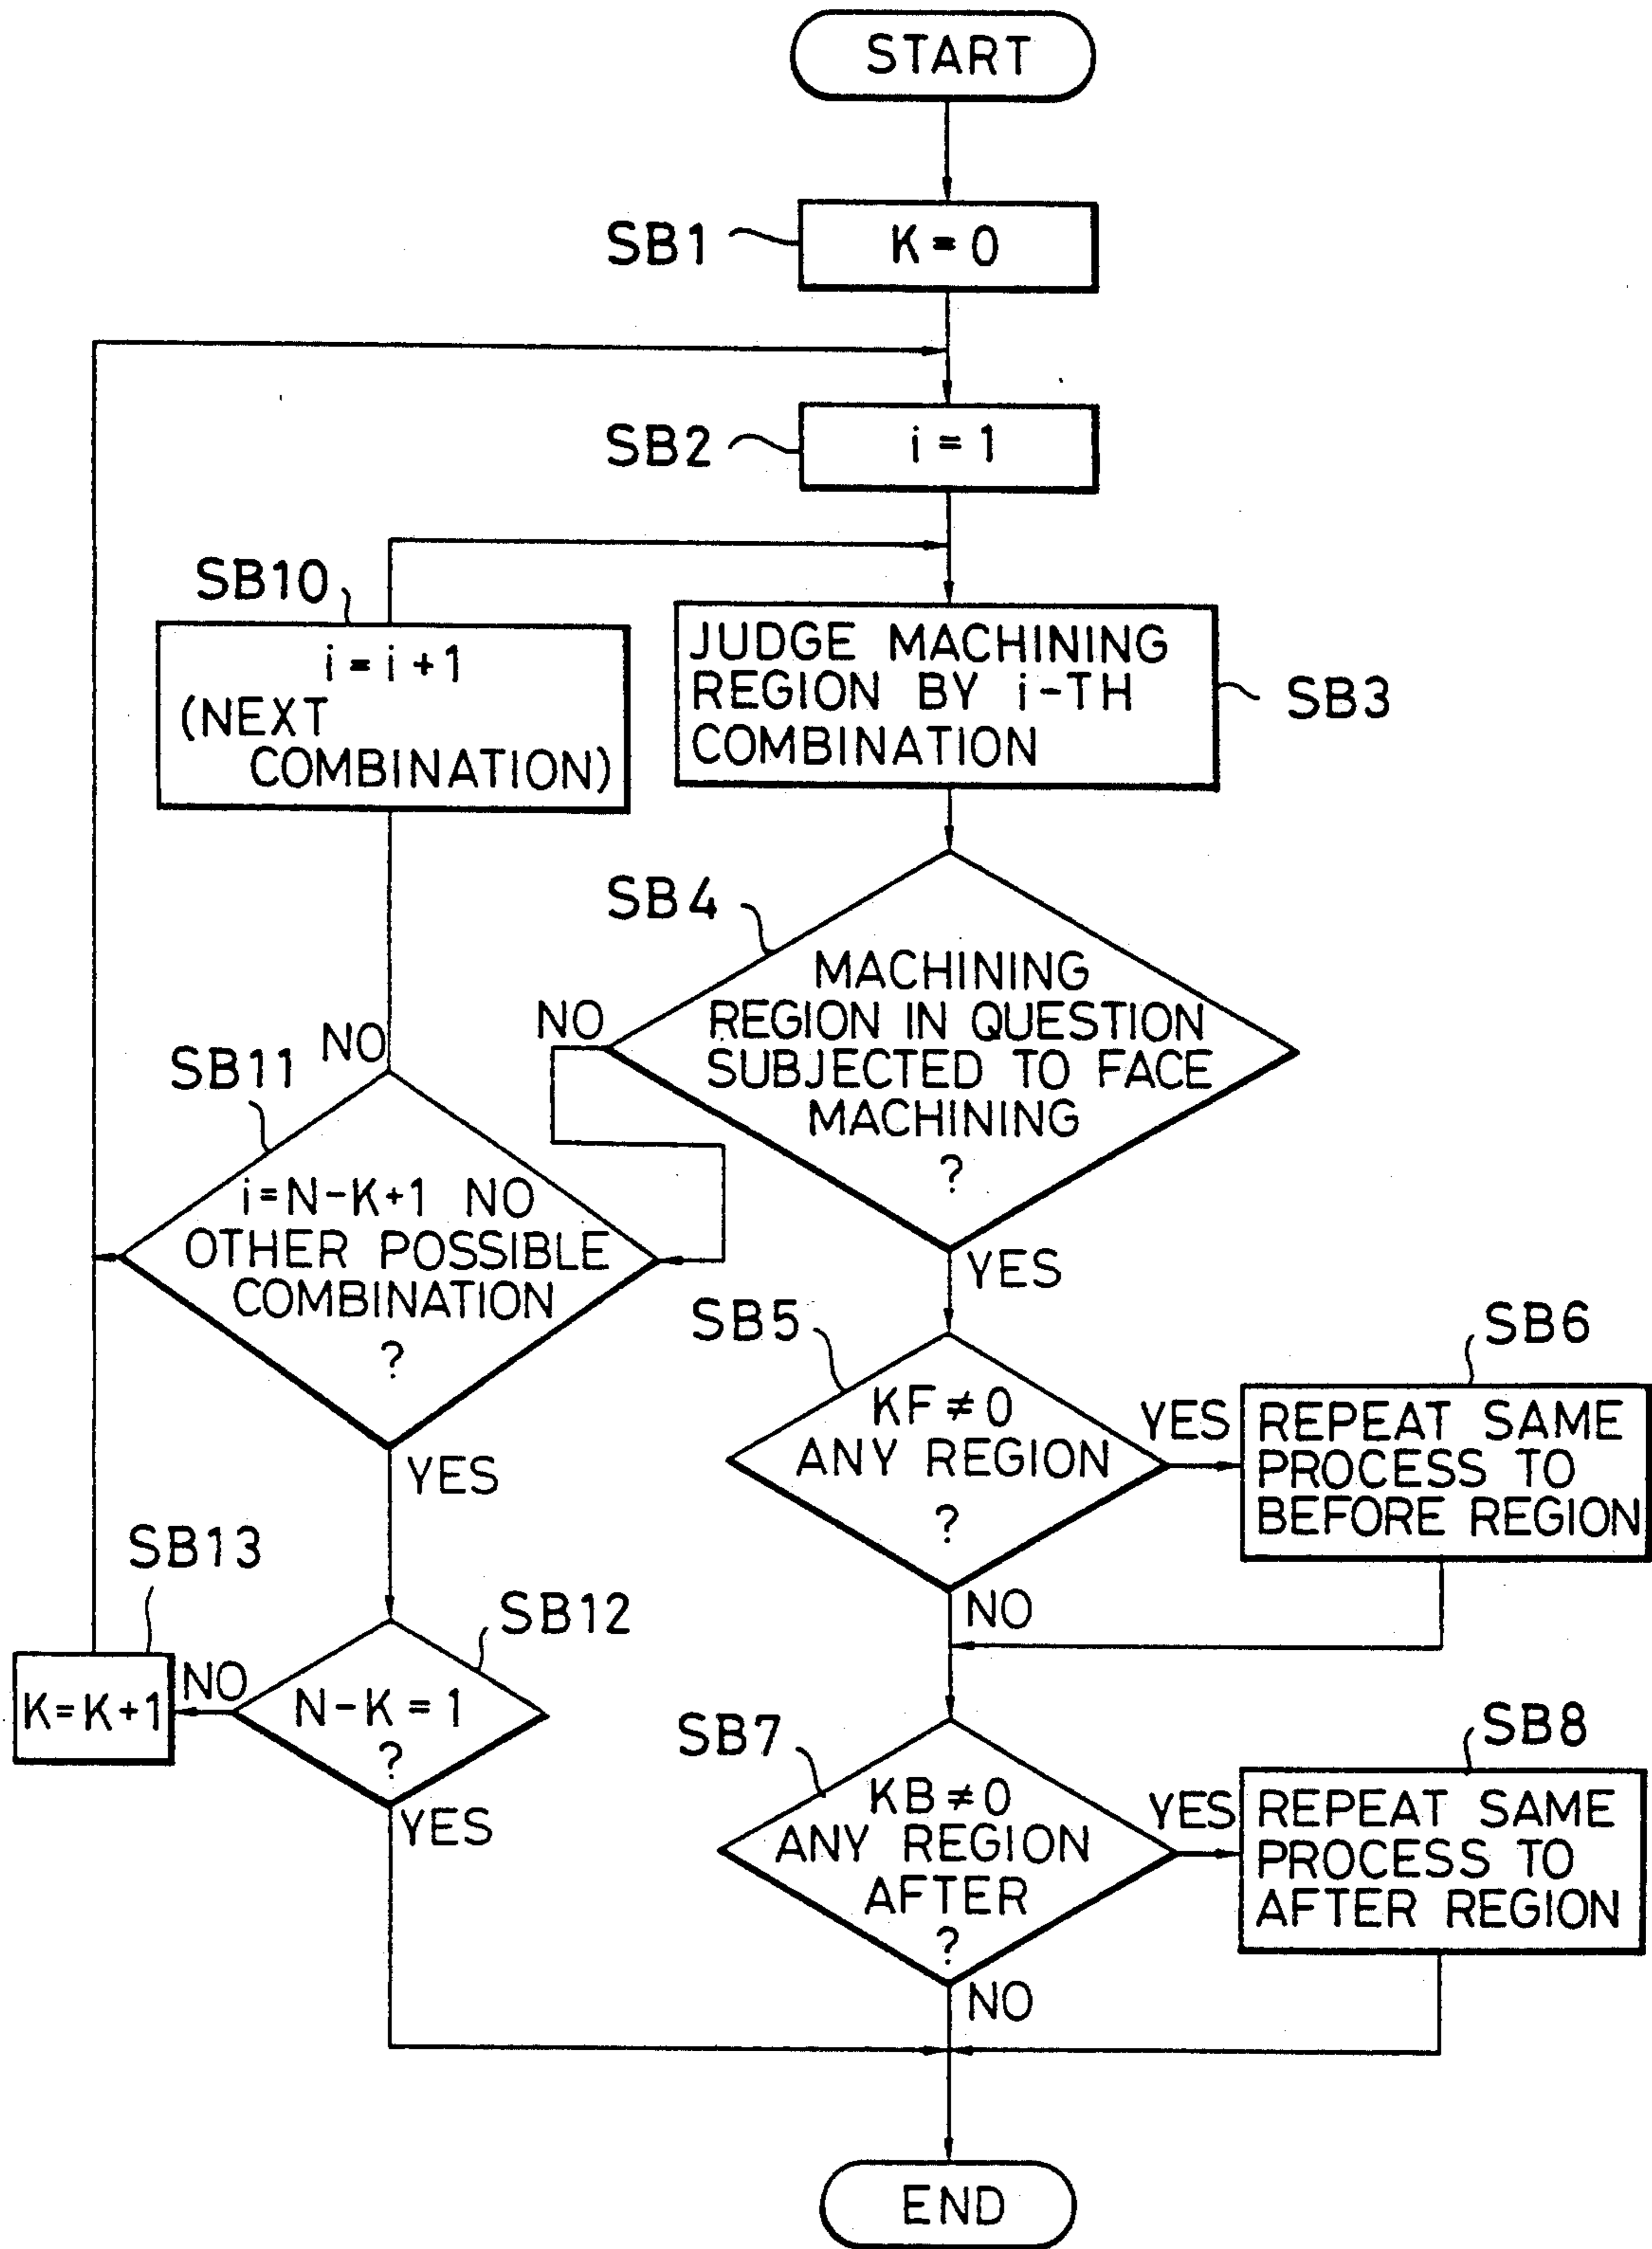 START
SB1
K = 0
SB2
i = 1
SB10
i = i + 1
(NEXT
COMBINATION)
JUDGE MACHINING
REGION BY i-TH
COMBINATION
SB3
SB4
MACHINING
REGION IN QUESTION
SUBJECTED TO FACE
MACHINING
?
NO
YES
SB11
NO
i=N-K+1 NO
OTHER POSSIBLE
COMBINATION
?
YES
SB5
KF≠0
ANY REGION
?
YES
NO
SB6
REPEAT SAME
PROCESS TO
BEFORE REGION
SB13
K=K+1
NO
SB12
N-K=1
?
YES
SB7
KB≠0
ANY REGION
AFTER
?
YES
NO
SB8
REPEAT SAME
PROCESS TO
AFTER REGION
END